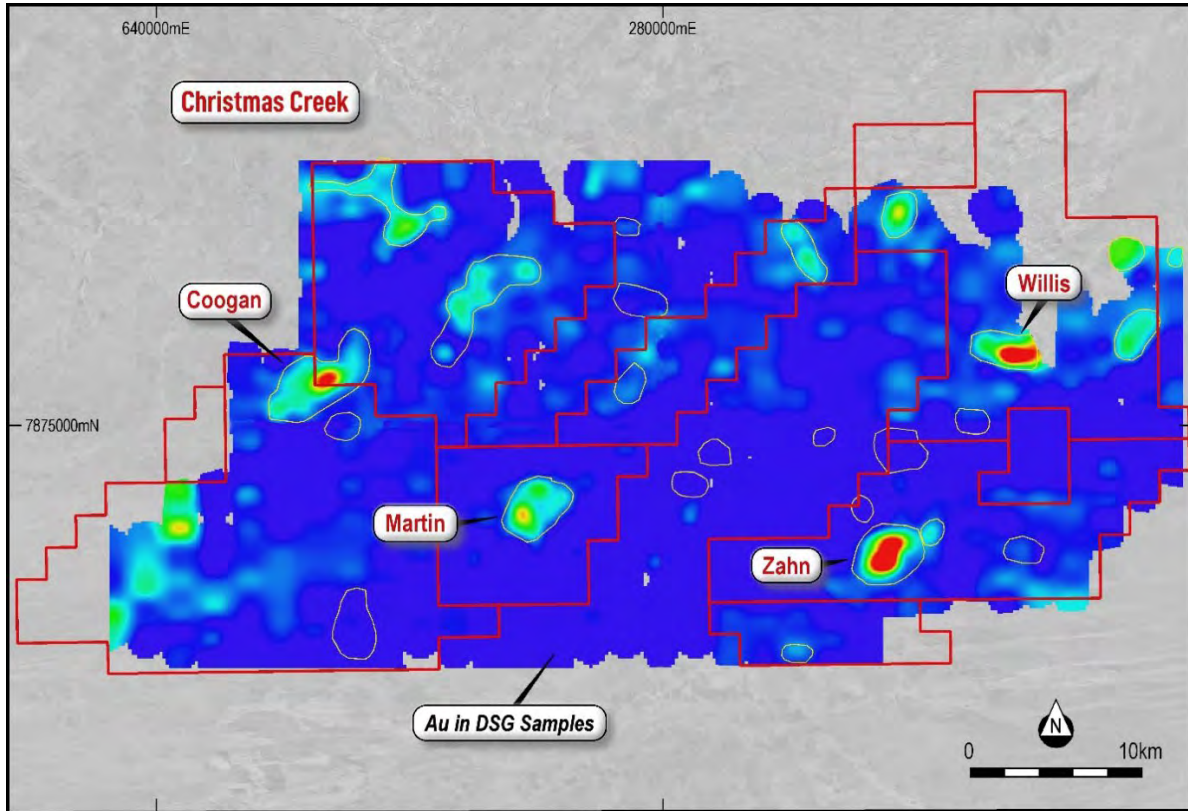 640000mE
280000mE
Christmas Creek
Coogan
Willis
7875000mN
Martin
Zahn
Au in DSG Samples
N
0 10km